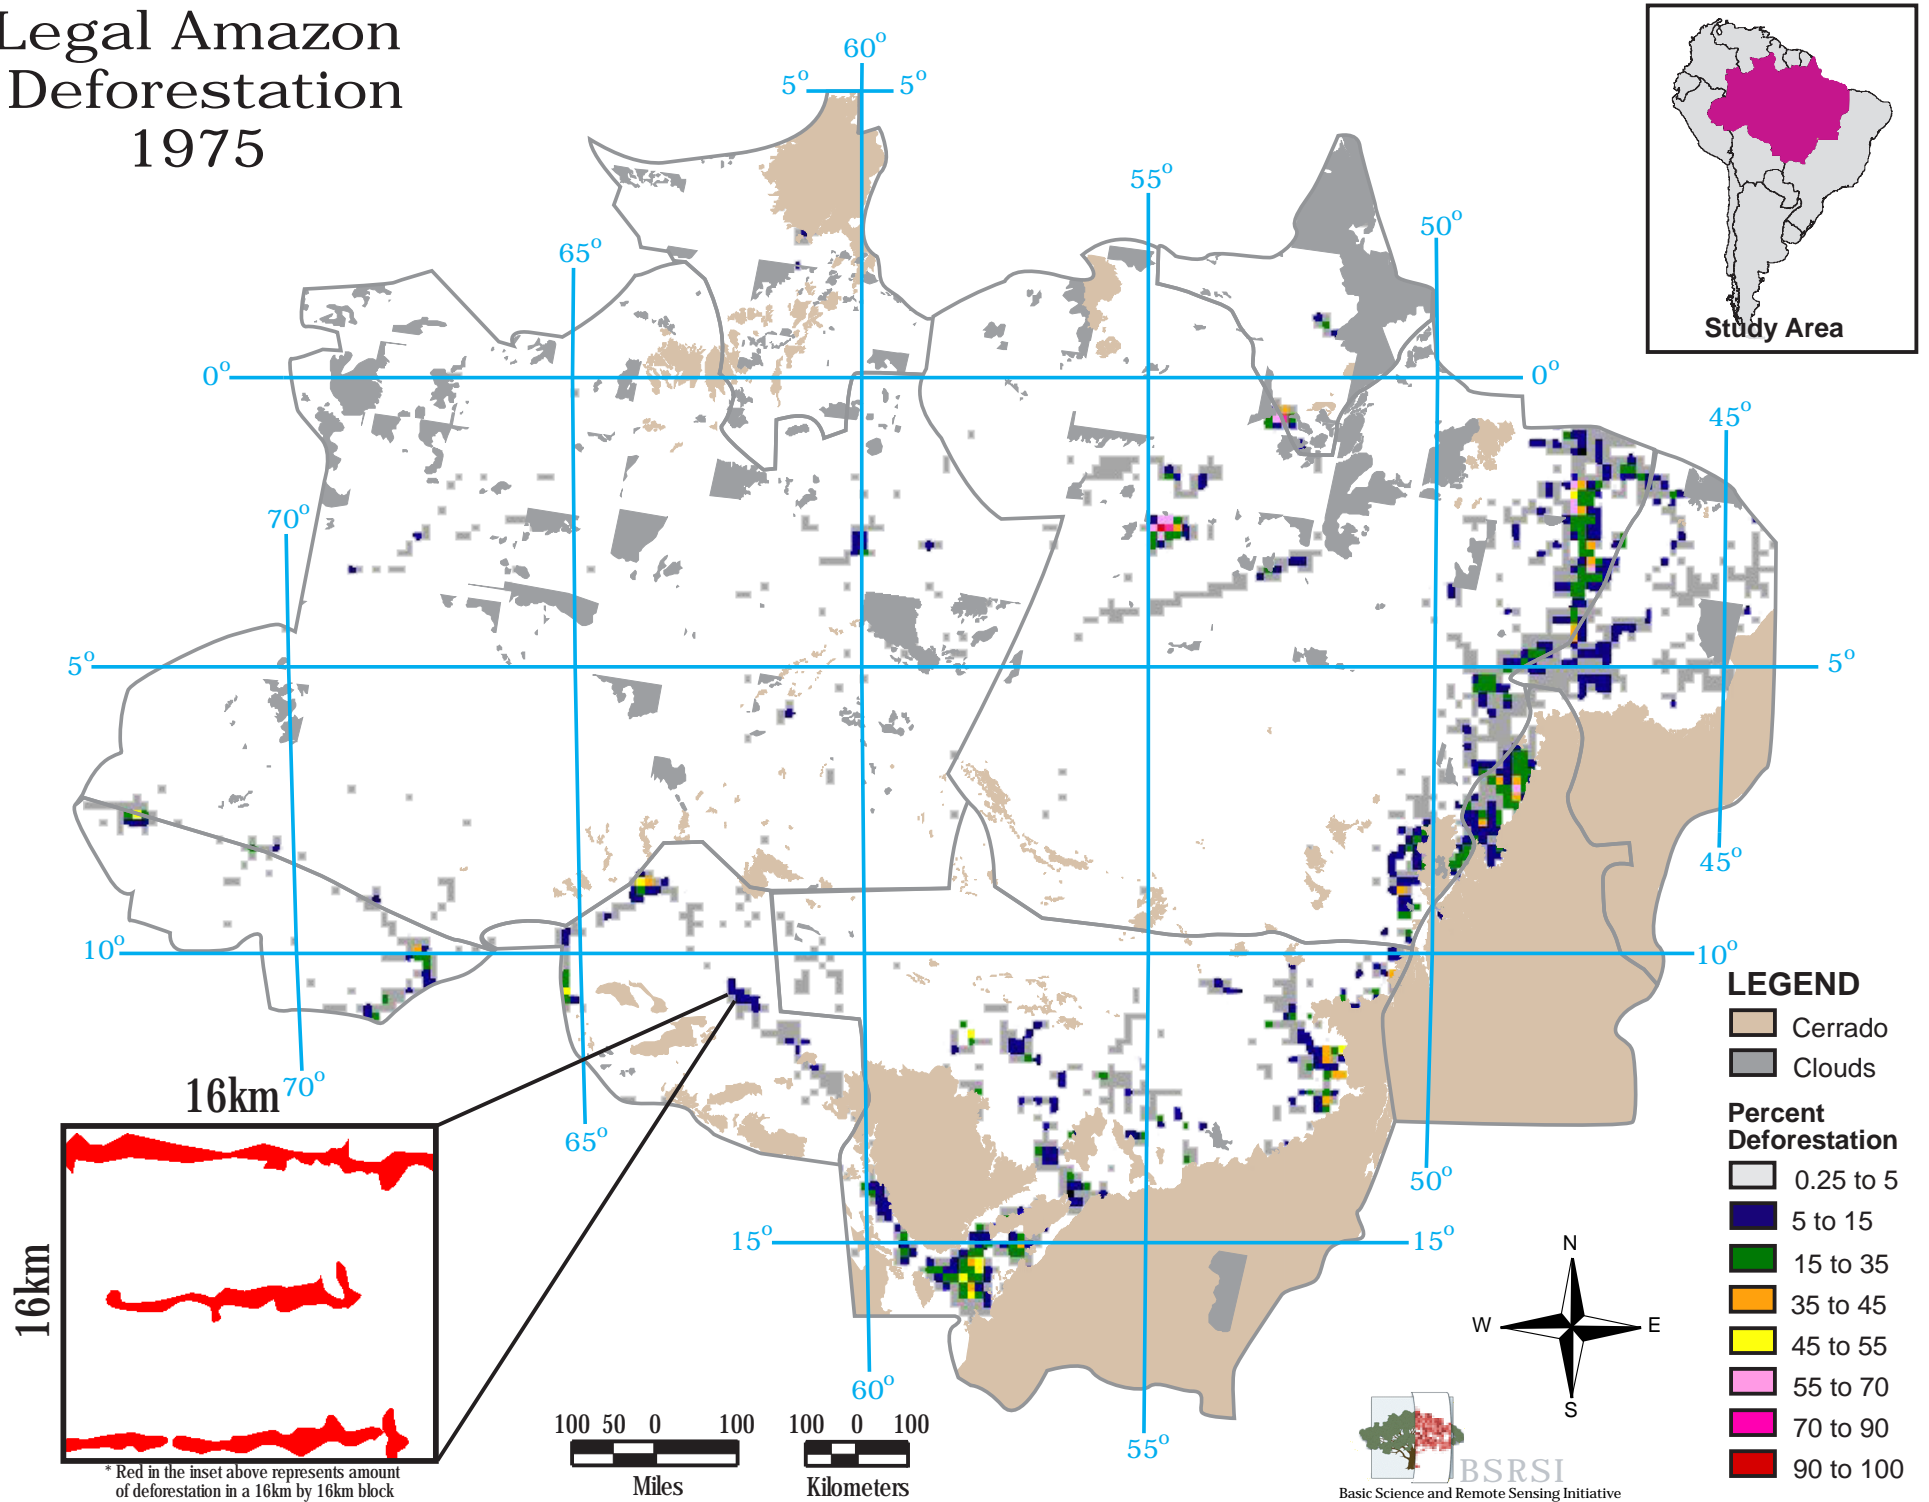 Legal Amazon
Deforestation
1975
60°
5° 5°
55°
50°
65°
Study Area
0° 0°
45°
70°
5° 5°
45°
10° 10°
70°
65°
50°
15° 15°
60°
55°
16km
16km
* Red in the inset above represents amount
of deforestation in a 16km by 16km block
100 50 0 100
Miles
100 0 100
Kilometers
N
W E
S
BSRSI
Basic Science and Remote Sensing Initiative
LEGEND
Cerrado
Clouds
Percent
Deforestation
0.25 to 5
5 to 15
15 to 35
35 to 45
45 to 55
55 to 70
70 to 90
90 to 100